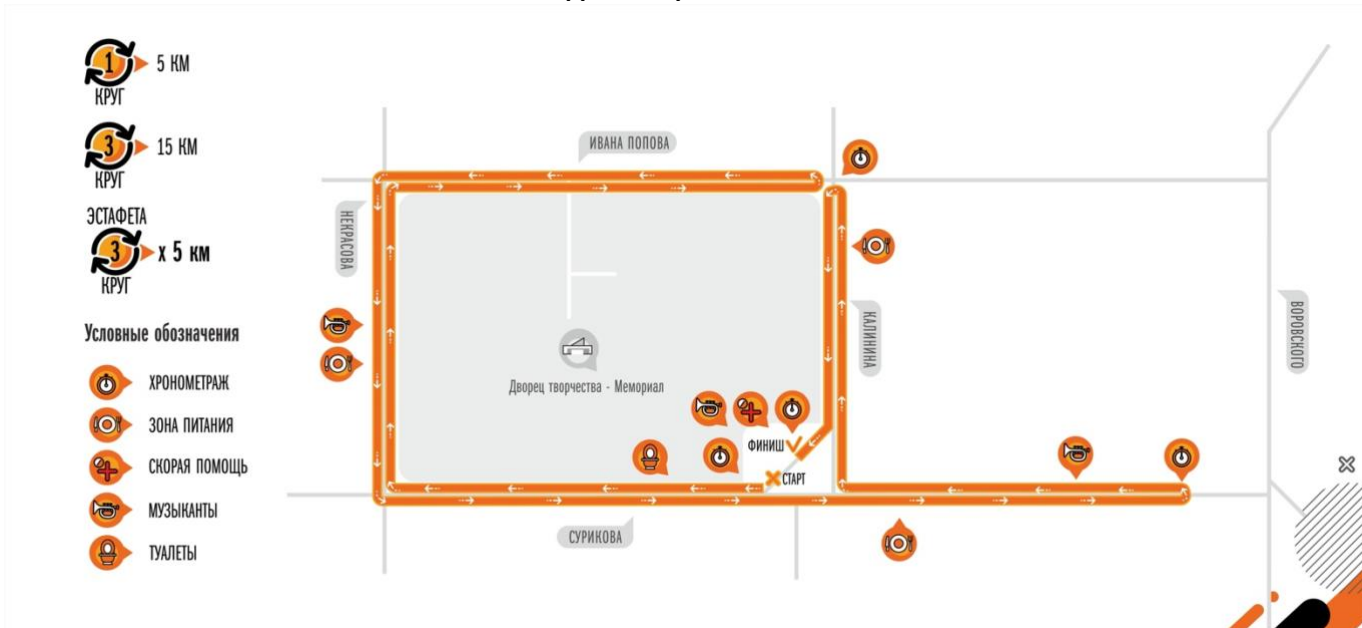 1
5 КМ
КРУГ
3
15 КМ
КРУГ
ЭСТАФЕТА
3
х 5 км
КРУГ
Условные обозначения
ХРОНОМЕТРАЖ
ЗОНА ПИТАНИЯ
СКОРАЯ ПОМОЩЬ
МУЗЫКАНТЫ
ТУАЛЕТЫ
ИВАНА ПОПОВА
НЕКРАСОВА
КАЛИНИНА
ВОРОВСКОГО
Дворец творчества - Мемориал
ФИНИШ
СТАРТ
СУРИКОВА